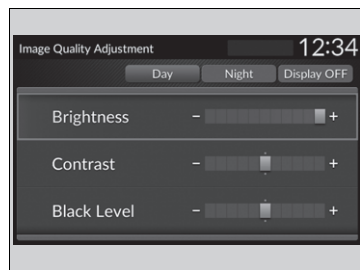 Image Quality Adjustment 12:34
Day Night Display OFF
Brightness - +
Contrast - +
Black Level - +